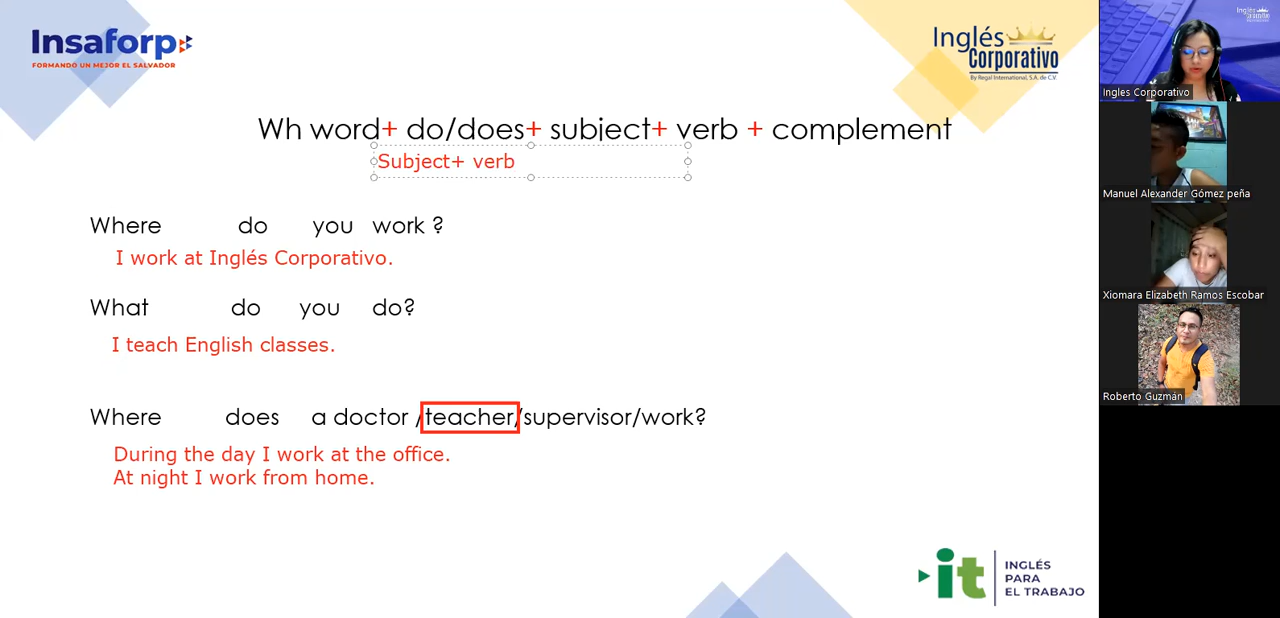 Insaforp
FORMANDO UN MEJOR EL SALVADOR
Inglés
Corporativo
By Regal International, S.A. de C.V.
Wh word+ do/does+ subject+ verb + complement
Subject+ verb
Where do you work ?
I work at Inglés Corporativo.
What do you do?
I teach English classes.
Where does a doctor /teacher/supervisor/work?
During the day I work at the office.
At night I work from home.
it
INGLÉS
PARA
EL TRABAJO
Ingles Corporativo
Manuel Alexander Gómez peña
Xiomara Elizabeth Ramos Escobar
Roberto Guzmán